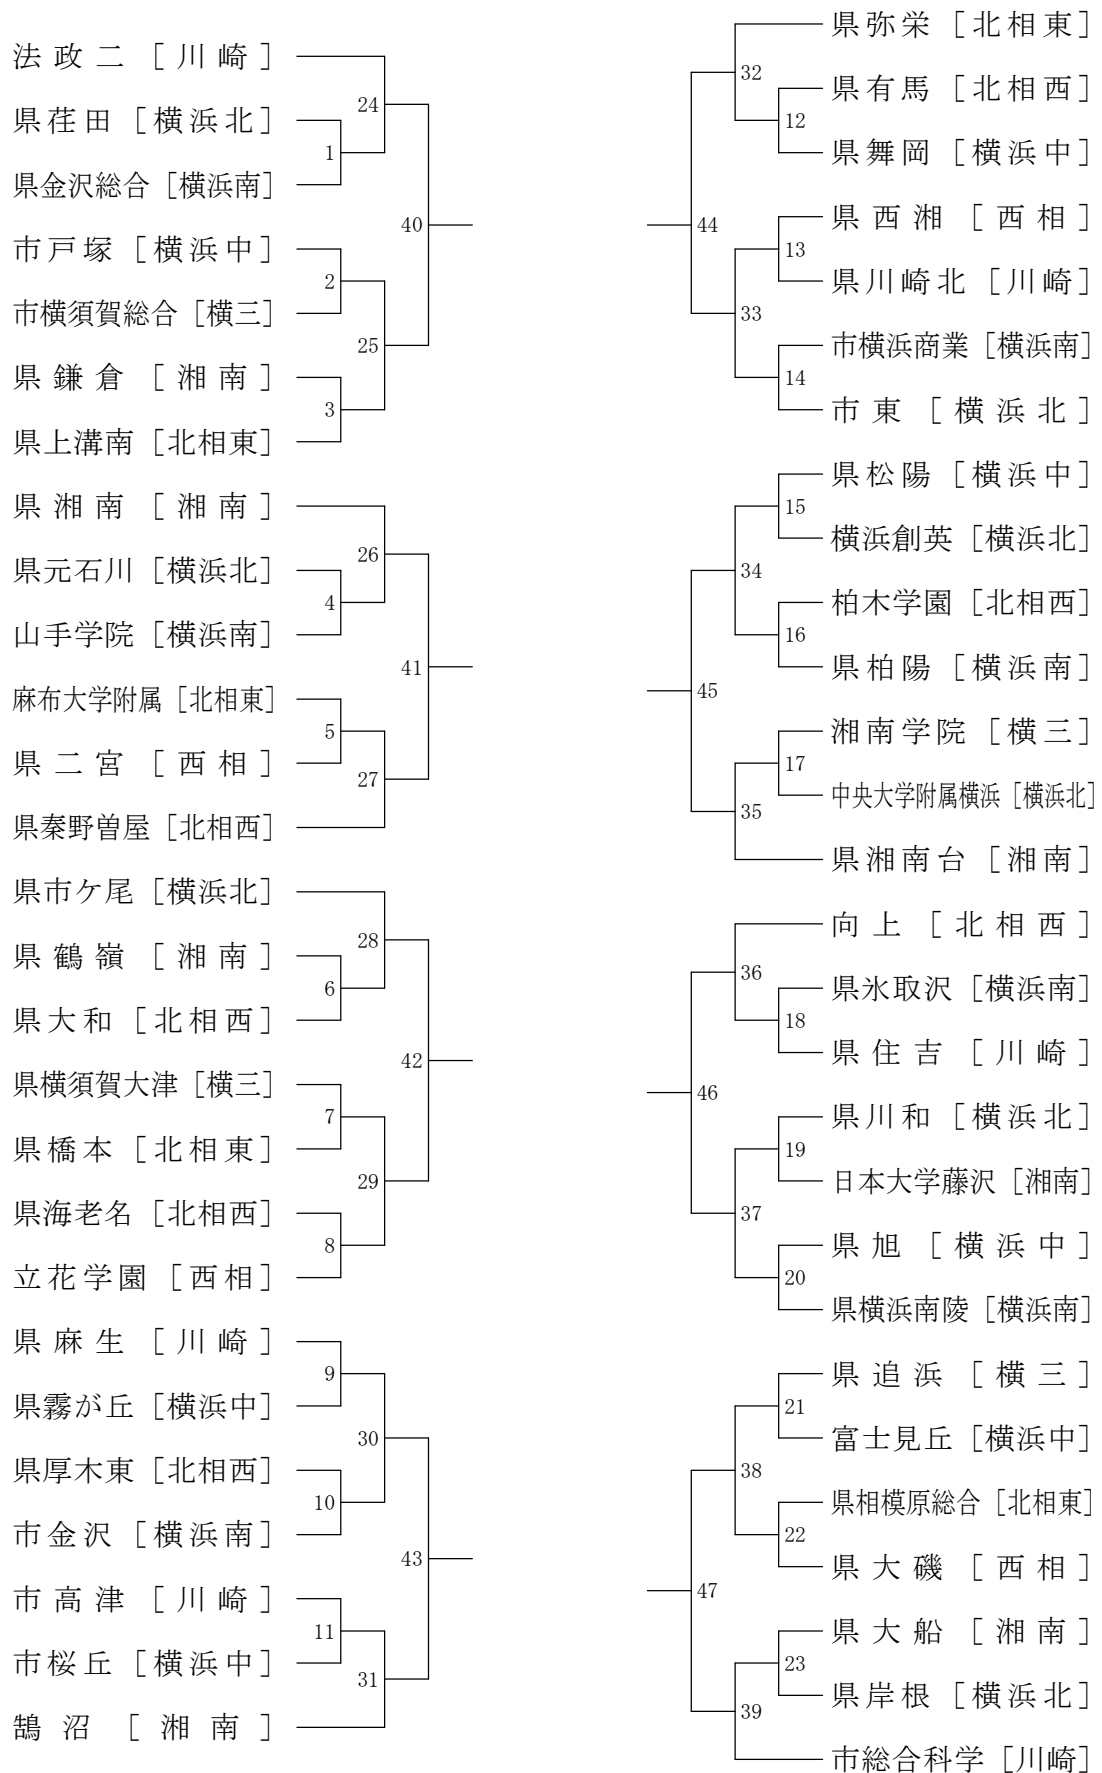 法政二［川崎］
24
県荏田［横浜北］
1
県金沢総合［横浜南］
40
市戸塚［横浜中］
2
市横須賀総合［横三］
25
県鎌倉［湘南］
3
県上溝南［北相東］
県湘南［湘南］
26
県元石川［横浜北］
4
山手学院［横浜南］
41
麻布大学附属［北相東］
5
県二宮［西相］
27
県秦野曽屋［北相西］
県市ケ尾［横浜北］
28
県鶴嶺［湘南］
6
県大和［北相西］
42
県横須賀大津［横三］
7
県橋本［北相東］
29
県海老名［北相西］
8
立花学園［西相］
県麻生［川崎］
9
県霧が丘［横浜中］
30
県厚木東［北相西］
10
市金沢［横浜南］
43
市高津［川崎］
11
市桜丘［横浜中］
31
鵠沼［湘南］
県弥栄［北相東］
32
県有馬［北相西］
12
県舞岡［横浜中］
44
県西湘［西相］
13
県川崎北［川崎］
33
市横浜商業［横浜南］
14
市東［横浜北］
県松陽［横浜中］
15
横浜創英［横浜北］
34
柏木学園［北相西］
16
県柏陽［横浜南］
45
湘南学院［横三］
17
中央大学附属横浜［横浜北］
35
県湘南台［湘南］
向上［北相西］
36
県氷取沢［横浜南］
18
県住吉［川崎］
46
県川和［横浜北］
19
日本大学藤沢［湘南］
37
県旭［横浜中］
20
県横浜南陵［横浜南］
県追浜［横三］
21
富士見丘［横浜中］
38
県相模原総合［北相東］
22
県大磯［西相］
47
県大船［湘南］
23
県岸根［横浜北］
39
市総合科学［川崎］